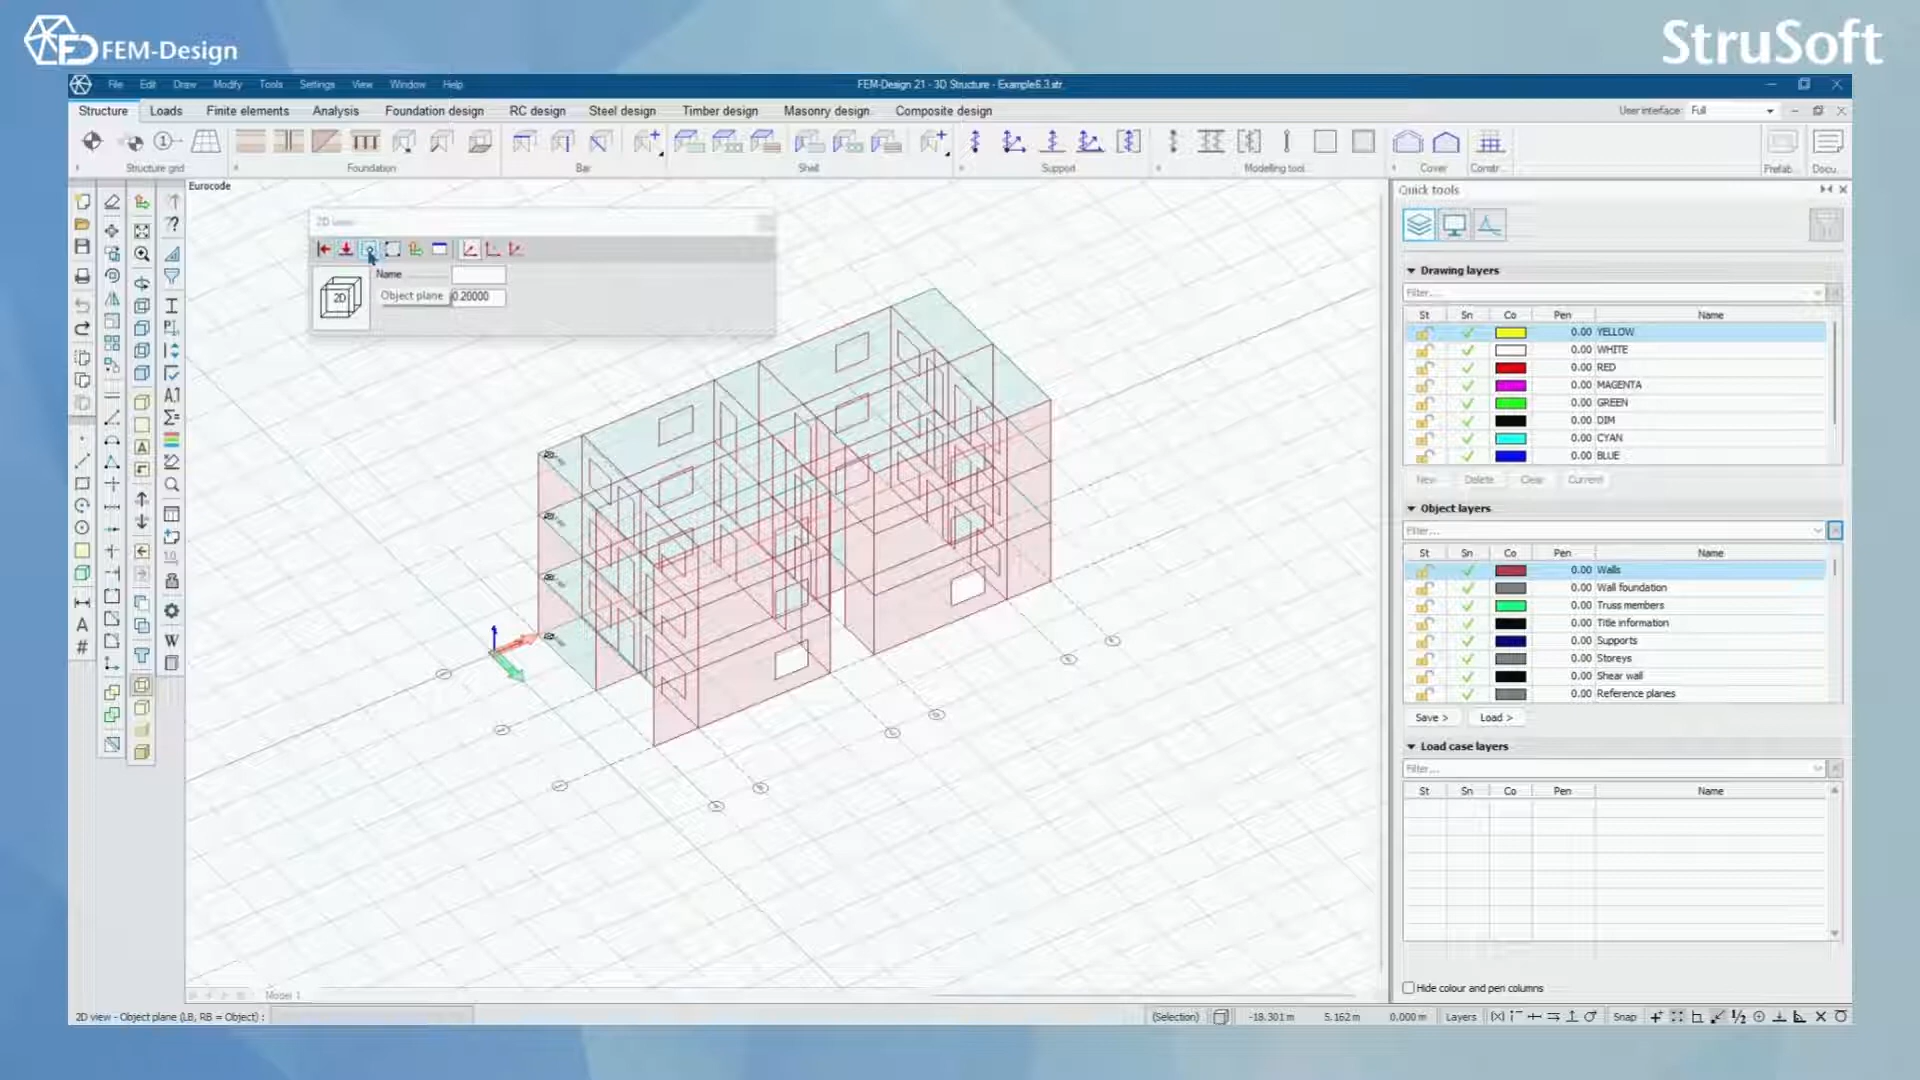 FEM-Design
StruSoft
File Edit Draw Modify Tools Settings View Window Help
FEM-Design 21 - 3D Structure - Example6.3.str
Structure Loads Finite elements Analysis Foundation design RC design Steel design Timber design Masonry design Composite design
User interface: Full
Structure grid Foundation Bar Shell Support Modelling tool... Cover Constr... Prefab... Docu...
Eurocode
2D view
Name
Object plane 0.20000
2D
Quick tools
Drawing layers
Filter...
St Sn Co Pen Name
0.00 YELLOW
0.00 WHITE
0.00 RED
0.00 MAGENTA
0.00 GREEN
0.00 DIM
0.00 CYAN
0.00 BLUE
New Delete Clear Current
Object layers
Filter...
St Sn Co Pen Name
0.00 Walls
0.00 Wall foundation
0.00 Truss members
0.00 Title information
0.00 Supports
0.00 Storeys
0.00 Shear wall
0.00 Reference planes
Save > Load >
Load case layers
Filter...
St Sn Co Pen Name
Hide colour and pen columns
Model 1
2D view - Object plane (LB, RB = Object) :
(Selection) -18.301 m 5.162 m 0.000 m Layers Snap